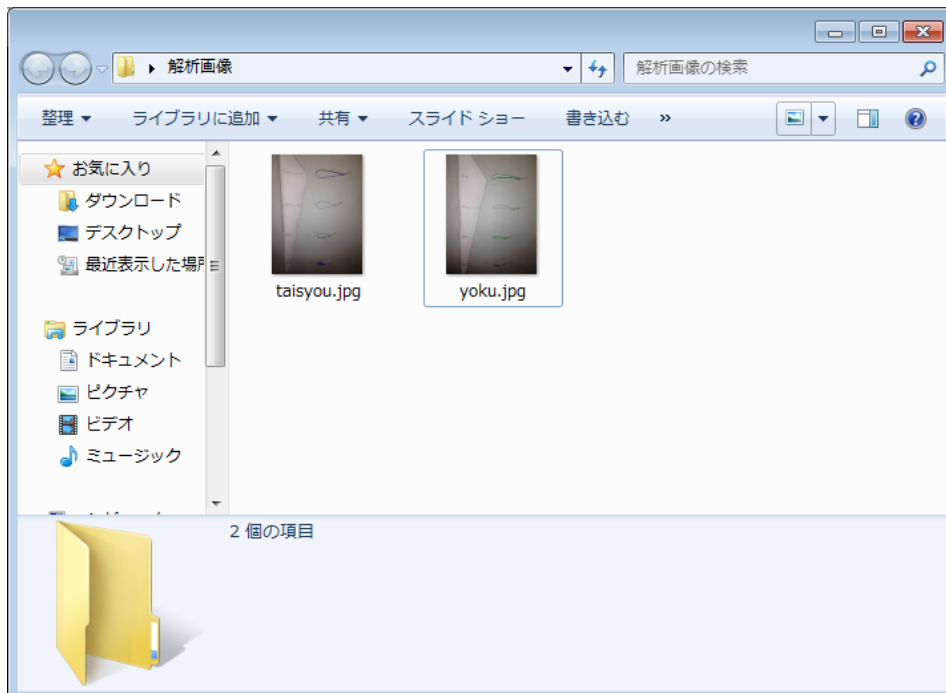 解析画像
解析画像の検索
整理
ライブラリに追加
共有
スライド ショー
書き込む
»
お気に入り
ダウンロード
デスクトップ
最近表示した場所
ライブラリ
ドキュメント
ピクチャ
ビデオ
ミュージック
taisyou.jpg
yoku.jpg
2 個の項目